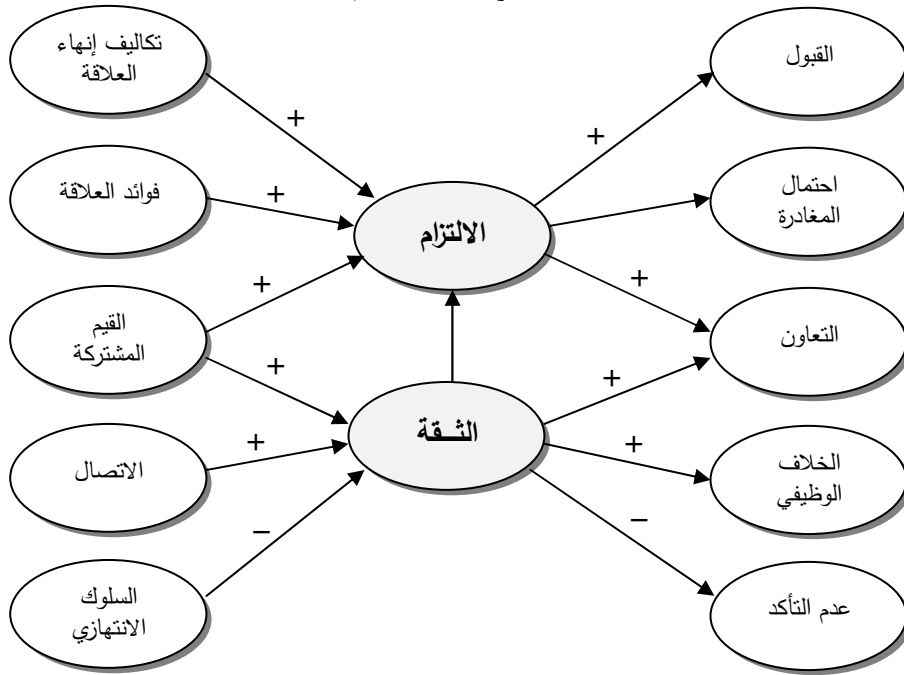 تكاليف إنهاء
العلاقة
القبول
+
+
فوائد العلاقة
+
احتمال
المغادرة
الالتزام
+
+
القيم
المشتركة
التعاون
+
+
الثـــقة
+
+
الاتصال
الخلاف
الوظيفي
–
–
السلوك
الانتهازي
عدم التأكد